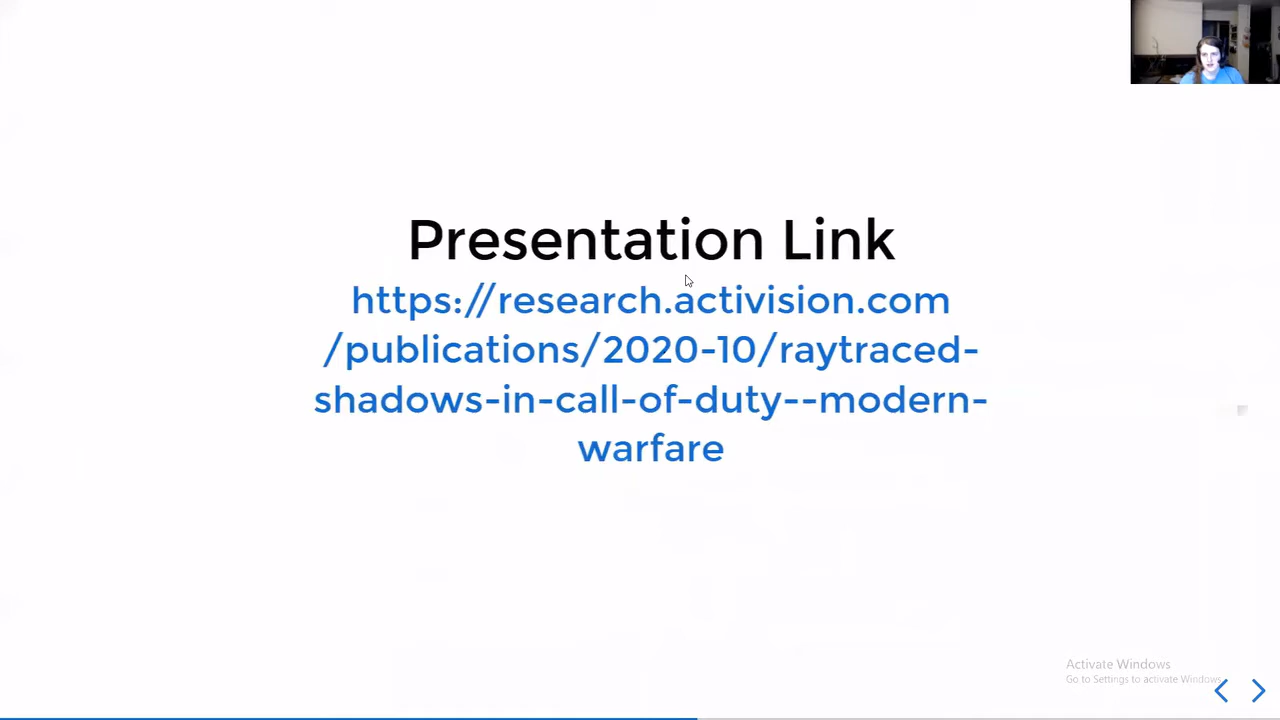 Presentation Link
https://research.activision.com
/publications/2020-10/raytraced-
shadows-in-call-of-duty--modern-
warfare
Activate Windows
Go to Settings to activate Windows.